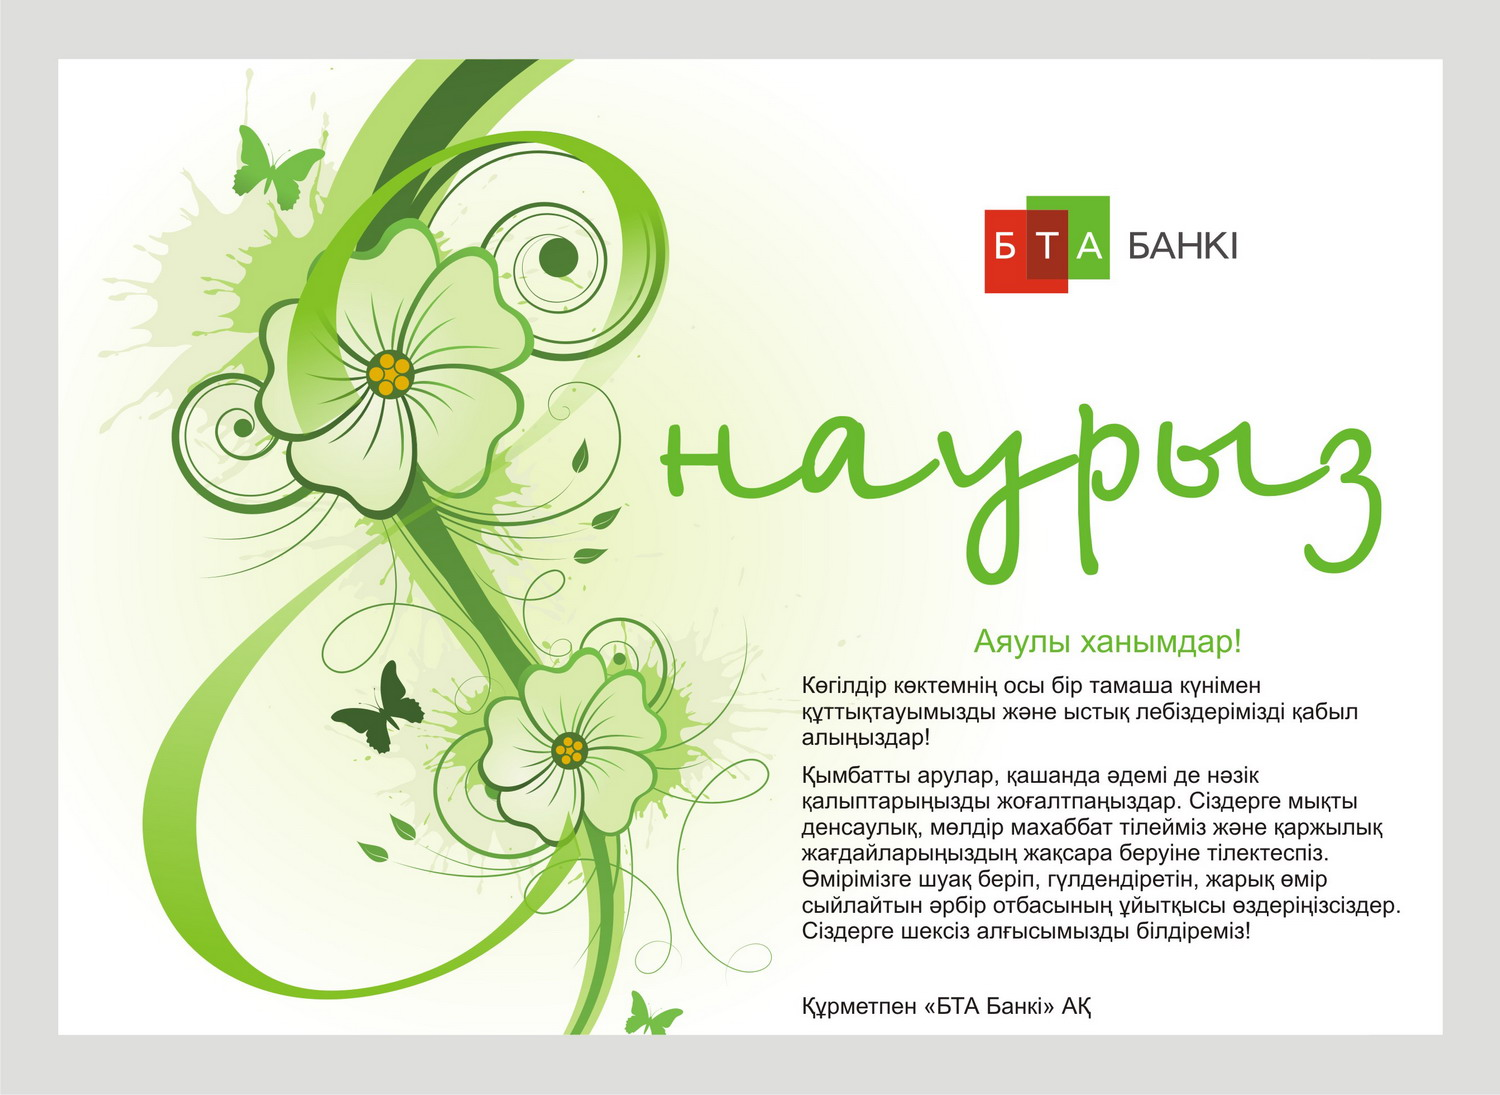 БТА БАНКІ
наурыз
Аяулы ханымдар!
Көгілдір көктемнің осы бір тамаша күнімен
құттықтауымызды және ыстық лебіздерімізді қабыл
алыңыздар!
Қымбатты арулар, қашанда әдемі де нәзік
қалыптарыңызды жоғалтпаңыздар. Сіздерге мықты
денсаулық, мөлдір махаббат тілейміз және қаржылық
жағдайларыңыздың жақсара беруіне тілектеспіз.
Өмірімізге шуақ беріп, гүлдендіретін, жарық өмір
сыйлайтын әрбір отбасының ұйытқысы өздеріңізсіздер.
Сіздерге шексіз алғысымызды білдіреміз!
Құрметпен «БТА Банкі» АҚ